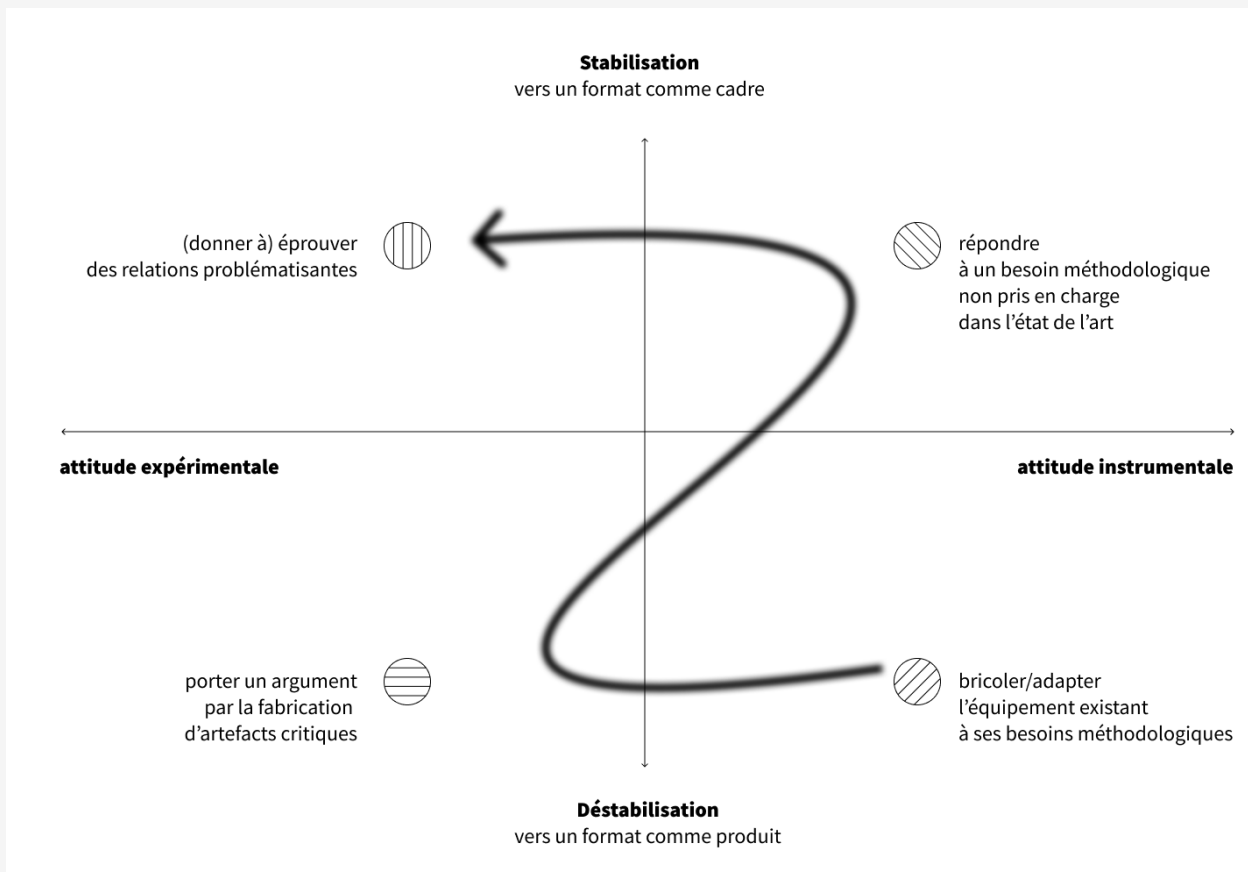 Stabilisation
vers un format comme cadre
(donner à) éprouver
des relations problématisantes
répondre
à un besoin méthodologique
non pris en charge
dans l’état de l’art
attitude expérimentale
attitude instrumentale
porter un argument
par la fabrication
d’artefacts critiques
bricoler/adapter
l’équipement existant
à ses besoins méthodologiques
Déstabilisation
vers un format comme produit